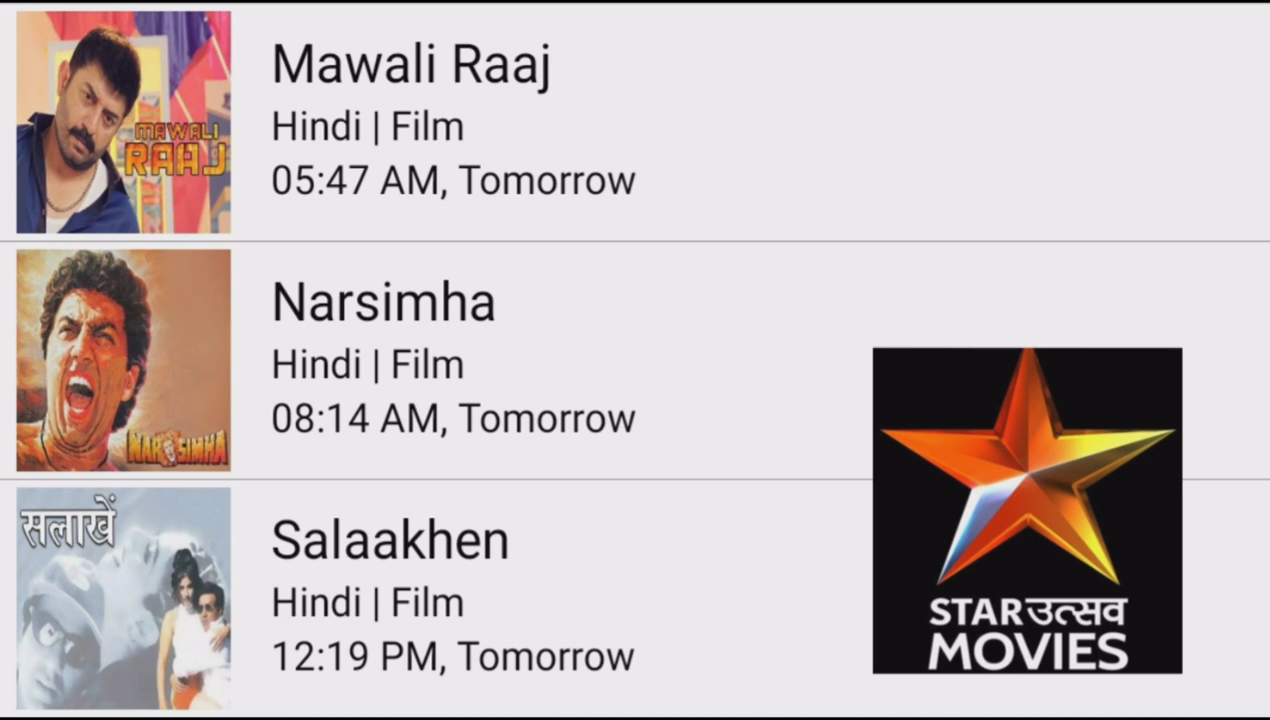 MAWALI
RAAJ
Mawali Raaj
Hindi | Film
05:47 AM, Tomorrow
NARSIMHA
Narsimha
Hindi | Film
08:14 AM, Tomorrow
सलाखें
Salaakhen
Hindi | Film
12:19 PM, Tomorrow
STAR उत्सव
MOVIES